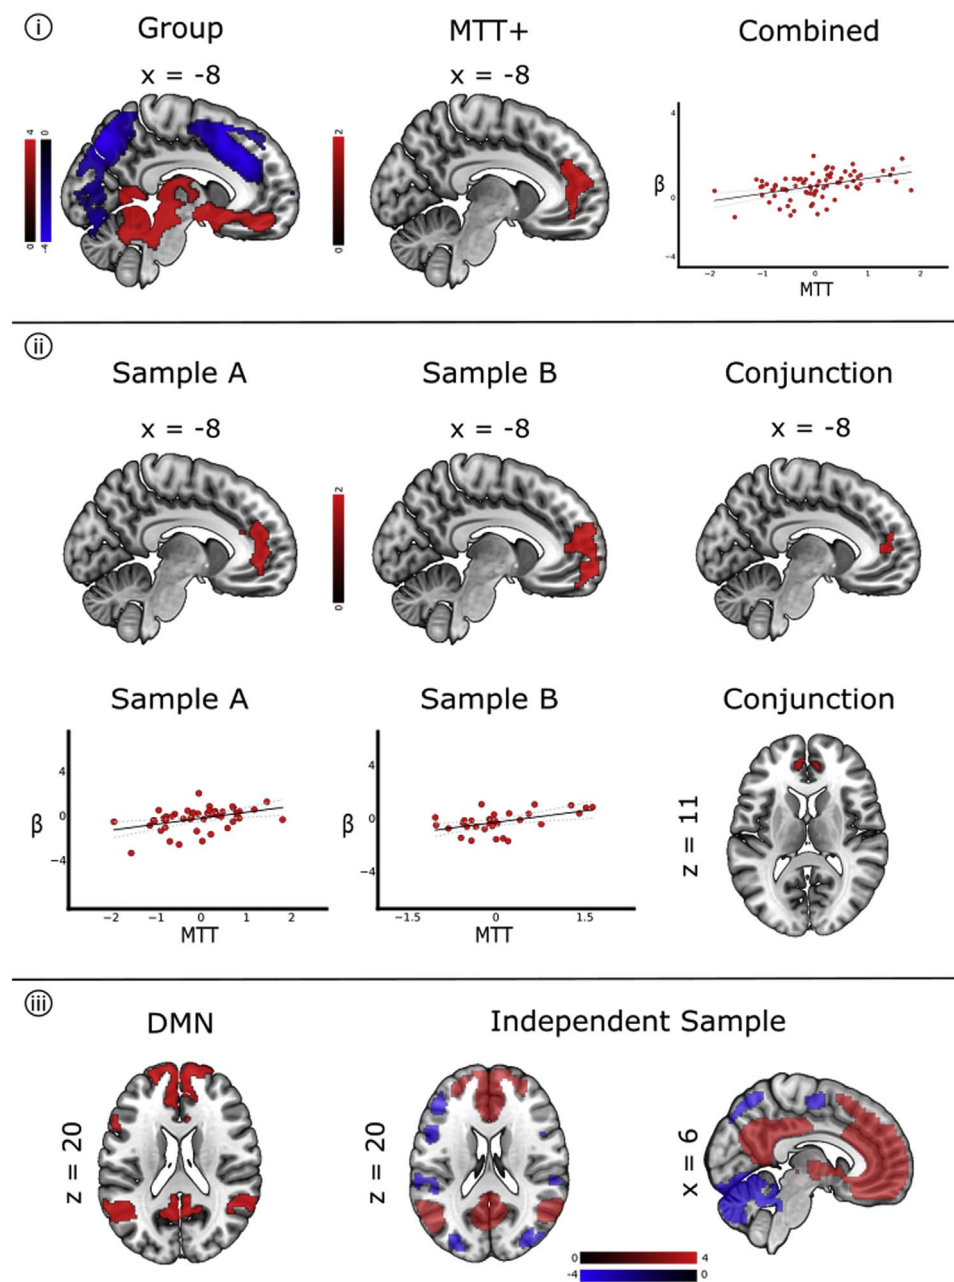 i
Group MTT+ Combined
x = -8 x = -8
4 0 2 4
β
0 -4 0 0
−4
−2 −1 0 1 2
MTT
ii
Sample A Sample B Conjunction
x = -8 x = -8 x = -8
2
0
Sample A Sample B Conjunction
4 4
β 0 β 0
−4 −4
z = 11
−2 −1 0 1 2 −1.5 0 1.5
MTT MTT
iii
DMN Independent Sample
z = 20 z = 20 x = 6
0 4
-4 0